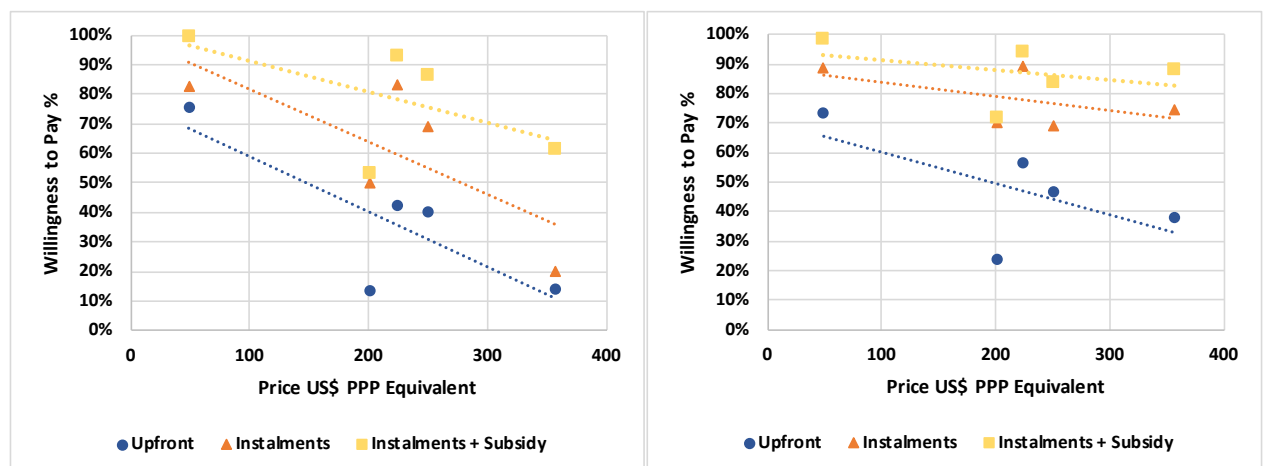 100%
90%
80%
70%
60%
50%
40%
30%
20%
10%
0%
Willingness to Pay %
0 200 300 400
Price US$ PPP Equivalent
Upfront Instalments Instalments + Subsidy
100%
90%
80%
70%
60%
50%
40%
30%
20%
10%
0%
Willingness to Pay %
0 100 200 300 400
Price US$ PPP Equivalent
Upfront Instalments Instalments + Subsidy